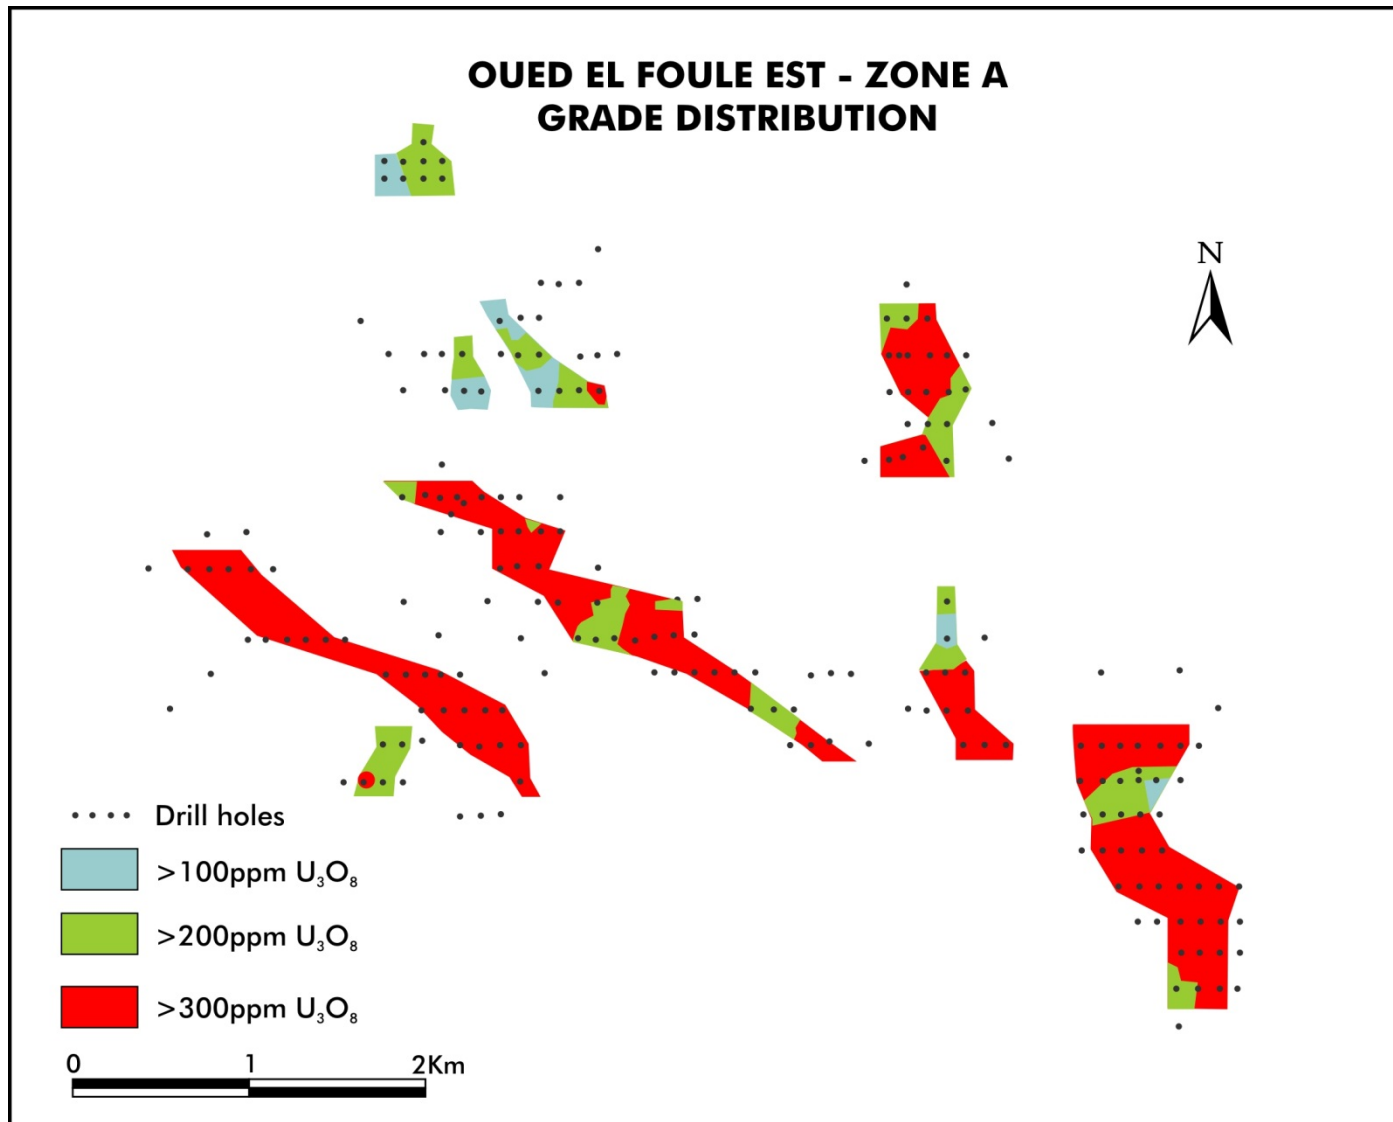 OUED EL FOULE EST - ZONE A
GRADE DISTRIBUTION
N
Drill holes
>100ppm U₃O₈
>200ppm U₃O₈
>300ppm U₃O₈
0 1 2Km